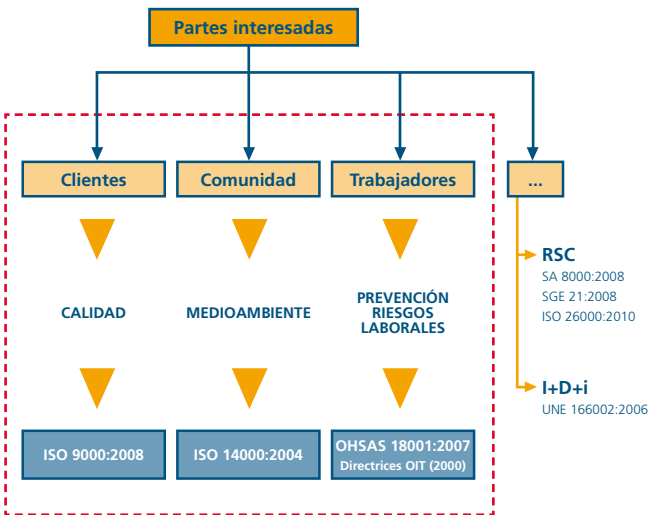 Partes interesadas
Clientes
Comunidad
Trabajadores
...
CALIDAD
MEDIOAMBIENTE
PREVENCIÓN
RIESGOS
LABORALES
RSC
SA 8000:2008
SGE 21:2008
ISO 26000:2010
I+D+i
UNE 166002:2006
ISO 9000:2008
ISO 14000:2004
OHSAS 18001:2007
Directrices OIT (2000)